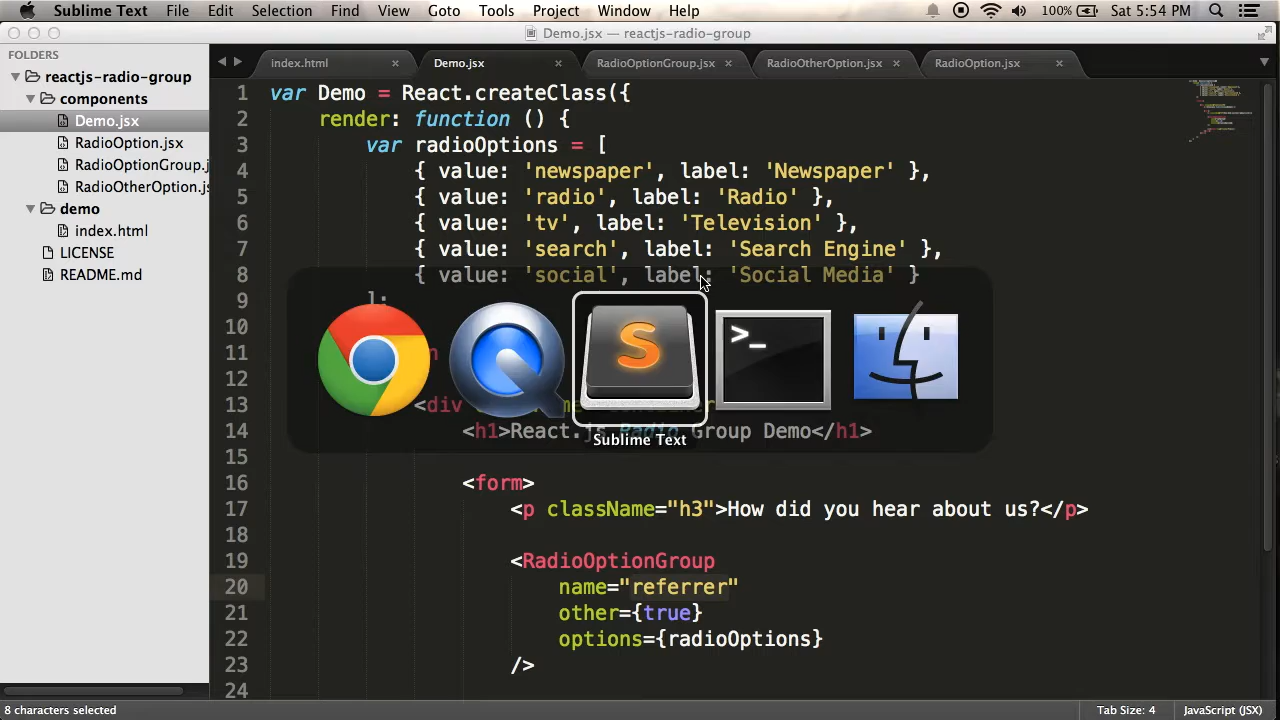 Sublime Text File Edit Selection Find View Goto Tools Project Window Help 100% Sat 5:54 PM
Demo.jsx — reactjs-radio-group
FOLDERS
reactjs-radio-group
components
Demo.jsx
RadioOption.jsx
RadioOptionGroup.j
RadioOtherOption.js
demo
index.html
LICENSE
README.md
index.html × Demo.jsx × RadioOptionGroup.jsx × RadioOtherOption.jsx × RadioOption.jsx ×
1 var Demo = React.createClass({
2 render: function () {
3 var radioOptions = [
4 { value: 'newspaper', label: 'Newspaper' },
5 { value: 'radio', label: 'Radio' },
6 { value: 'tv', label: 'Television' },
7 { value: 'search', label: 'Search Engine' },
8 { value: 'social', label: 'Social Media' }
9 ];
10
11
12
13 <div
14 <h1>React.js Radio Group Demo</h1>
15
16 <form>
17 <p className="h3">How did you hear about us?</p>
18
19 <RadioOptionGroup
20 name="referrer"
21 other={true}
22 options={radioOptions}
23 />
24
S
>_
Sublime Text
8 characters selected Tab Size: 4 JavaScript (JSX)